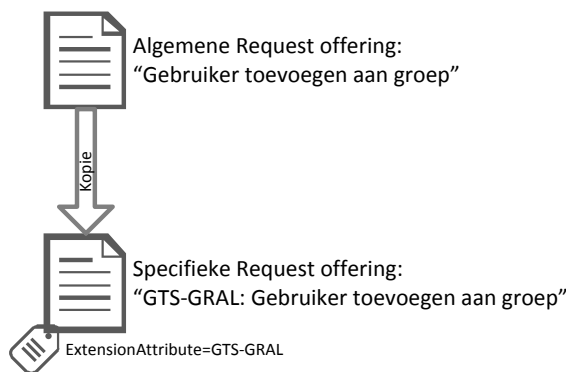 Algemene Request offering:
“Gebruiker toevoegen aan groep”
Kopie
Specifieke Request offering:
“GTS-GRAL: Gebruiker toevoegen aan groep”
ExtensionAttribute=GTS-GRAL